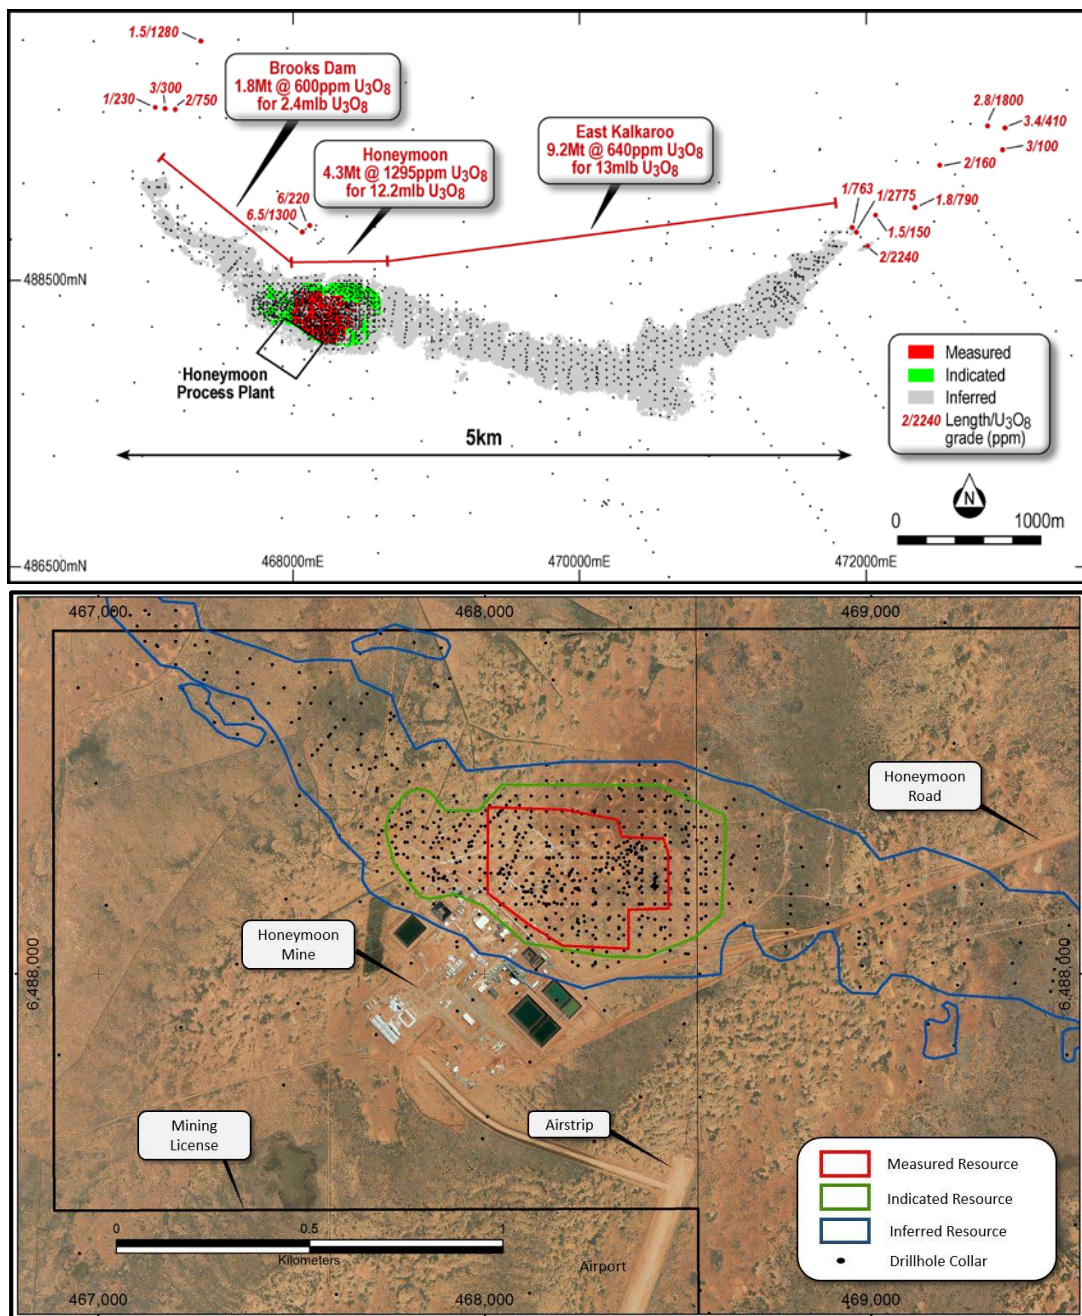 1.5/1280
Brooks Dam
1.8Mt @ 600ppm U₃O₈
for 2.4mlb U₃O₈
3/300
1/230
2/750
Honeymoon
4.3Mt @ 1295ppm U₃O₈
for 12.2mlb U₃O₈
East Kalkaroo
9.2Mt @ 640ppm U₃O₈
for 13mlb U₃O₈
2.8/1800
3.4/410
3/100
2/160
6/220
6.5/1300
1/763
1/2775
1.8/790
1.5/150
2/2240
488500mN
Honeymoon
Process Plant
Measured
Indicated
Inferred
2/2240 Length/U₃O₈
grade (ppm)
5km
N
0 1000m
486500mN
468000mE
470000mE
472000mE
467,000
468,000
469,000
Honeymoon
Road
Honeymoon
Mine
6,488,000
6,488,000
Mining
License
Airstrip
Measured Resource
Indicated Resource
Inferred Resource
Drillhole Collar
0 0.5 1
Kilometers
Airport
467,000
468,000
469,000